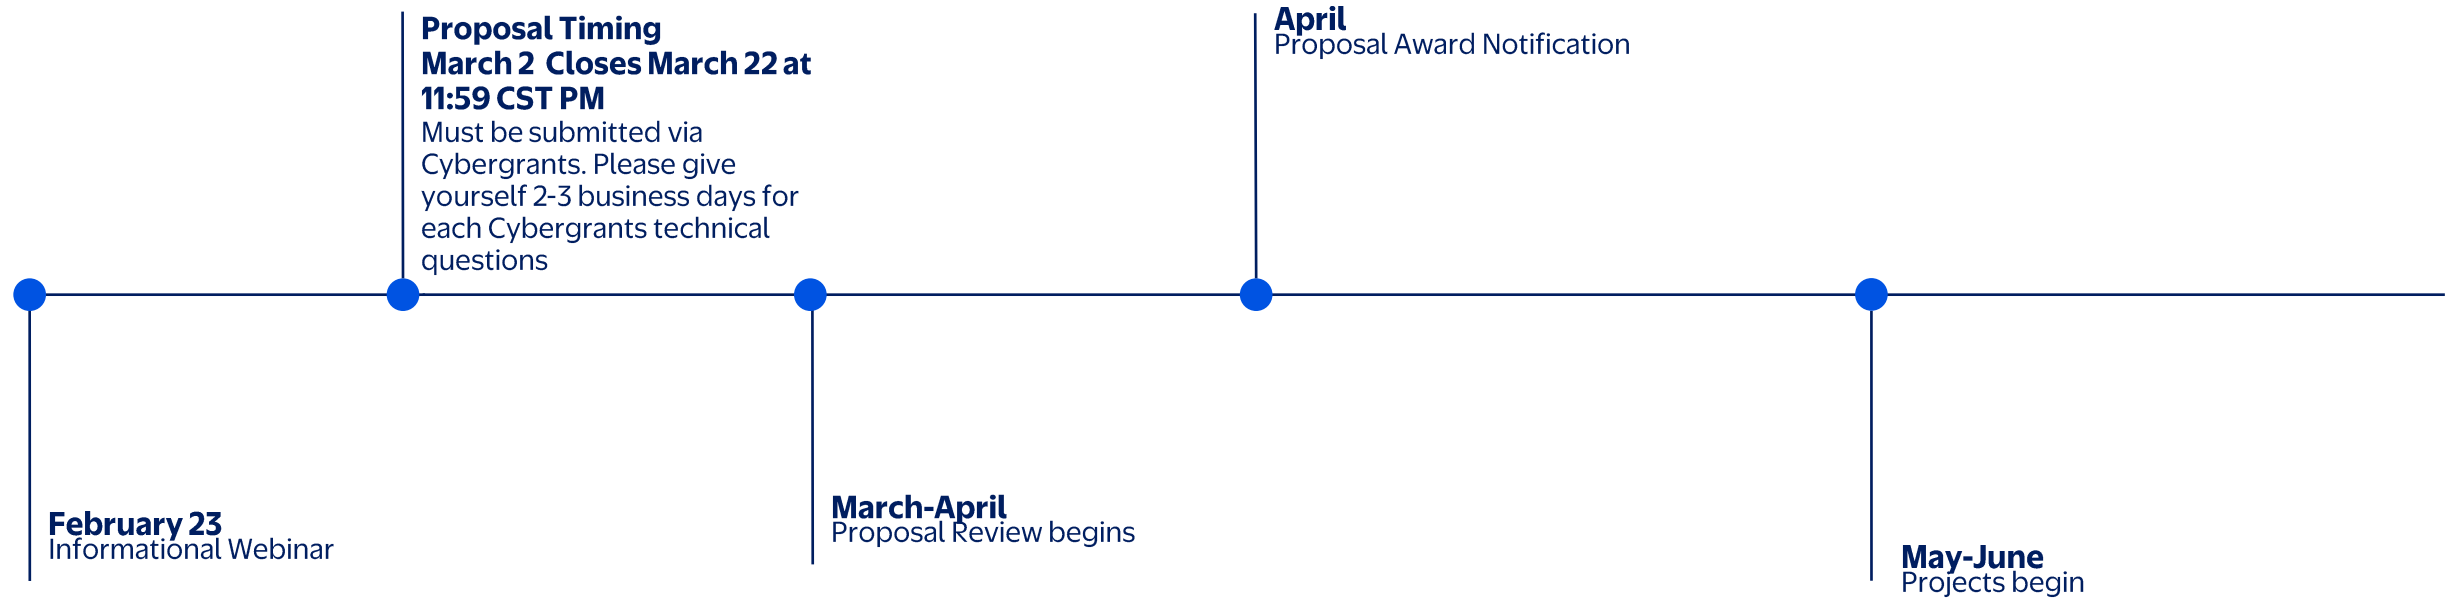 Proposal Timing
March 2  Closes March 22 at
11:59 CST PM
Must be submitted via
Cybergrants. Please give
yourself 2-3 business days for
each Cybergrants technical
questions
April
Proposal Award Notification
February 23
Informational Webinar
March-April
Proposal Review begins
May-June
Projects begin